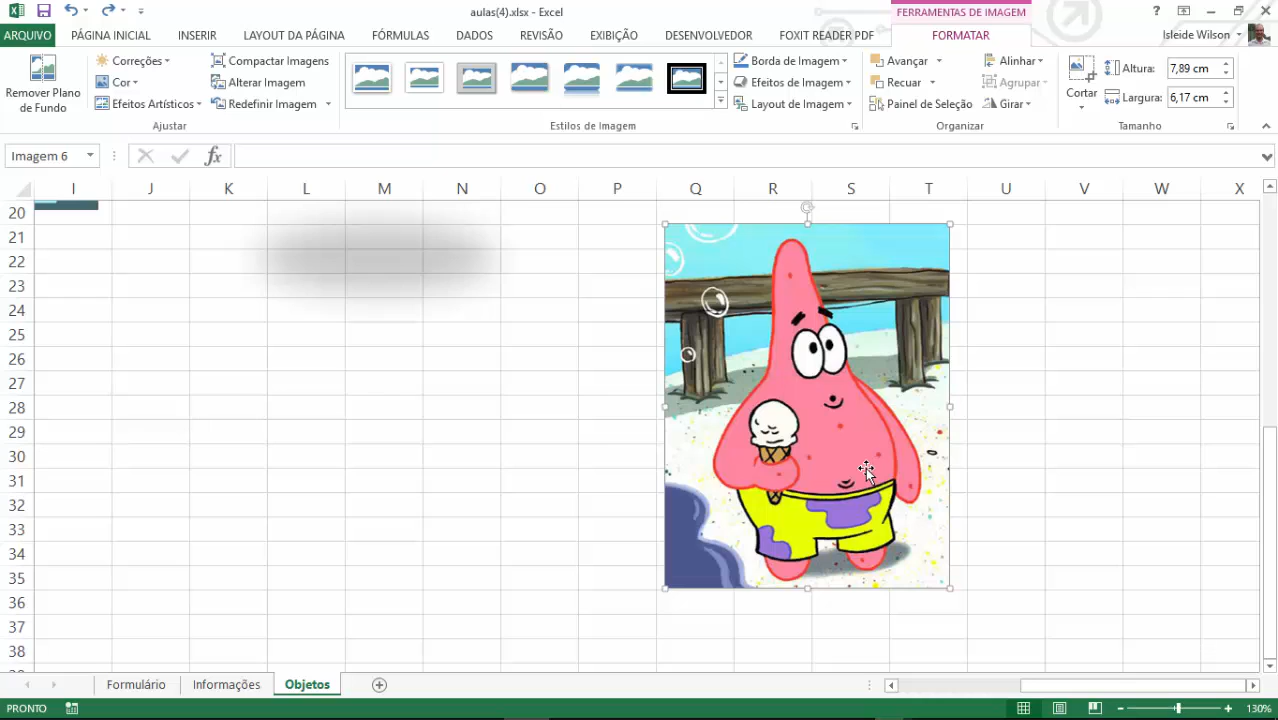 aulas(4).xlsx - Excel
FERRAMENTAS DE IMAGEM
ARQUIVO PÁGINA INICIAL INSERIR LAYOUT DA PÁGINA FÓRMULAS DADOS REVISÃO EXIBIÇÃO DESENVOLVEDOR FOXIT READER PDF FORMATAR Isleide Wilson
Remover Plano de Fundo
Correções
Cor
Efeitos Artísticos
Compactar Imagens
Alterar Imagem
Redefinir Imagem
Ajustar
Estilos de Imagem
Borda de Imagem
Efeitos de Imagem
Layout de Imagem
Avançar
Recuar
Painel de Seleção
Alinhar
Agrupar
Girar
Organizar
Cortar
Altura: 7,89 cm
Largura: 6,17 cm
Tamanho
Imagem 6 fx
I J K L M N O P Q R S T U V W X
20
21
22
23
24
25
26
27
28
29
30
31
32
33
34
35
36
37
38
Formulário Informações Objetos
PRONTO 130%